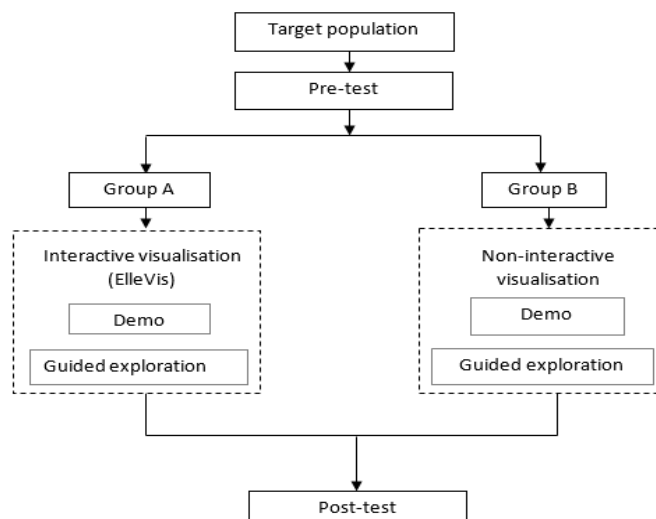 Target population
Pre-test
Group A
Group B
Interactive visualisation
(ElleVis)
Demo
Guided exploration
Non-interactive
visualisation
Demo
Guided exploration
Post-test